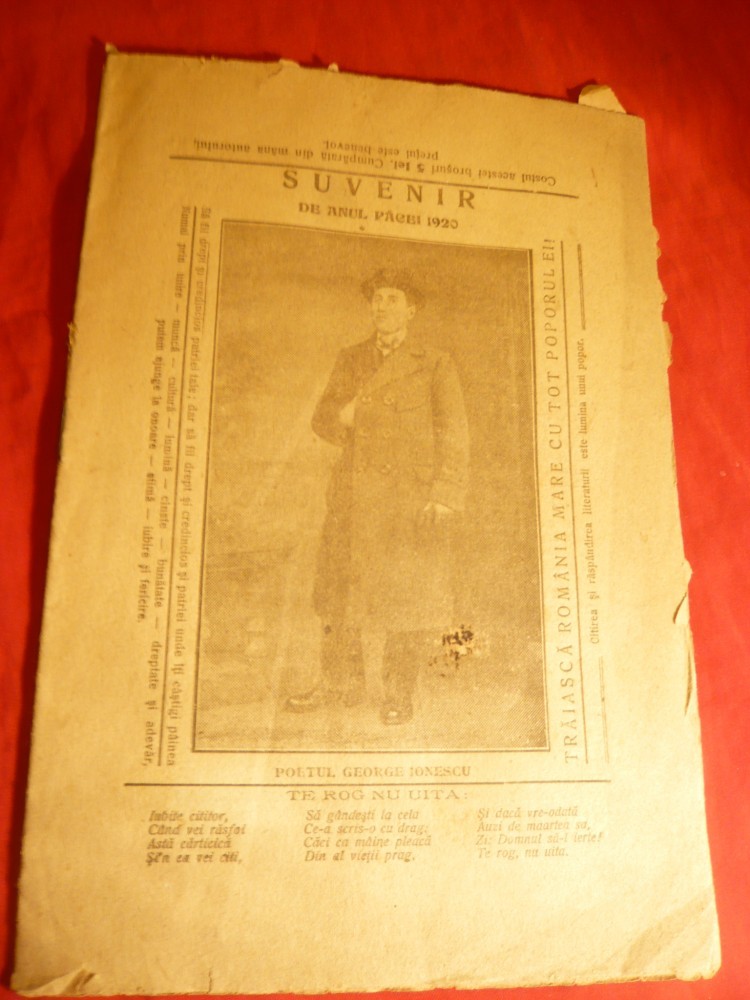 Costul acestei broşuri 5 lei. Cumpărată din mâna autorului,
preţul este benevol.
SUVENIR
DE ANUL PĂCEI 1920
Să fii drept şi credincios patriei tale; dar să fii drept şi credincios şi patriei unde îţi câştigi pâinea
Numai prin unire — muncă — cultură — lumină — cinste — bunătate — dreptate şi adevăr,
putem ajunge la onoare — stimă — iubire şi fericire.
TRĂIASCĂ ROMÂNIA MARE CU TOT POPORUL EI!
Citirea şi răspândirea literaturii este lumina unui popor.
POETUL GEORGE IONESCU
TE ROG NU UITA:
Iubite cititor,
Când vei răsfoi
Astă cărticică
Şi'n ea vei citi,
Să gândeşti la cela
Ce-a scris-o cu drag;
Căci ca mâine pleacă
Din al vieţii prag.
Şi dacă vre-odată
Auzi de moartea sa,
Zi: Domnul să-l ierte!
Te rog, nu uita.